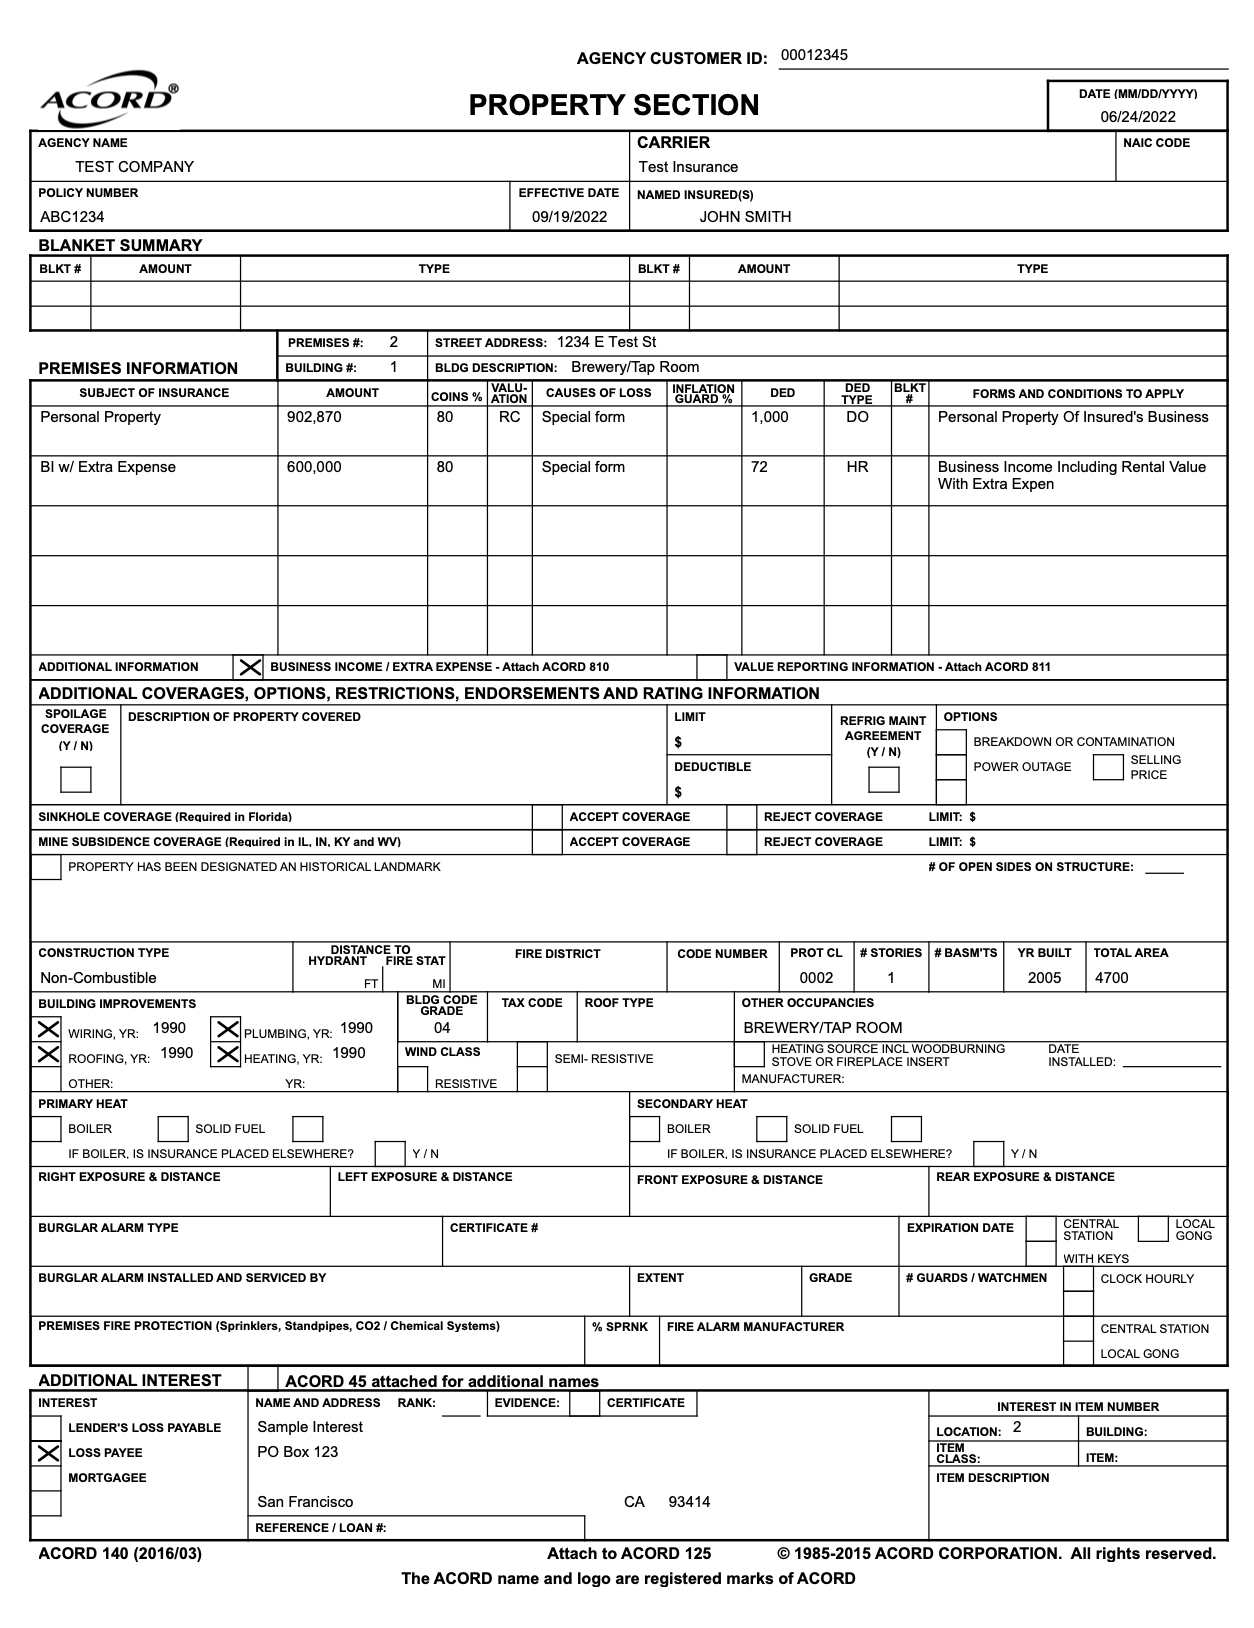 AGENCY CUSTOMER ID: 00012345
ACORD®
PROPERTY SECTION
DATE (MM/DD/YYYY)
06/24/2022
AGENCY NAME
TEST COMPANY
CARRIER
Test Insurance
NAIC CODE
POLICY NUMBER
ABC1234
EFFECTIVE DATE
09/19/2022
NAMED INSURED(S)
JOHN SMITH
BLANKET SUMMARY
BLKT # AMOUNT TYPE BLKT # AMOUNT TYPE
PREMISES INFORMATION
PREMISES #: 2 STREET ADDRESS: 1234 E Test St
BUILDING #: 1 BLDG DESCRIPTION: Brewery/Tap Room
SUBJECT OF INSURANCE AMOUNT COINS % VALU-ATION CAUSES OF LOSS INFLATION GUARD % DED DED TYPE BLKT # FORMS AND CONDITIONS TO APPLY
Personal Property 902,870 80 RC Special form 1,000 DO Personal Property Of Insured's Business
BI w/ Extra Expense 600,000 80 Special form 72 HR Business Income Including Rental Value
With Extra Expen
ADDITIONAL INFORMATION X BUSINESS INCOME / EXTRA EXPENSE - Attach ACORD 810 VALUE REPORTING INFORMATION - Attach ACORD 811
ADDITIONAL COVERAGES, OPTIONS, RESTRICTIONS, ENDORSEMENTS AND RATING INFORMATION
SPOILAGE
COVERAGE
(Y / N)
DESCRIPTION OF PROPERTY COVERED
LIMIT
$
DEDUCTIBLE
$
REFRIG MAINT
AGREEMENT
(Y / N)
OPTIONS
BREAKDOWN OR CONTAMINATION
POWER OUTAGE
SELLING
PRICE
SINKHOLE COVERAGE (Required in Florida) ACCEPT COVERAGE REJECT COVERAGE LIMIT: $
MINE SUBSIDENCE COVERAGE (Required in IL, IN, KY and WV) ACCEPT COVERAGE REJECT COVERAGE LIMIT: $
PROPERTY HAS BEEN DESIGNATED AN HISTORICAL LANDMARK # OF OPEN SIDES ON STRUCTURE:
CONSTRUCTION TYPE
Non-Combustible
DISTANCE TO
HYDRANT FIRE STAT
FT MI
FIRE DISTRICT
CODE NUMBER
PROT CL
0002
# STORIES
1
# BASM'TS
YR BUILT
2005
TOTAL AREA
4700
BUILDING IMPROVEMENTS
X WIRING, YR: 1990 X PLUMBING, YR: 1990
X ROOFING, YR: 1990 X HEATING, YR: 1990
OTHER: YR:
BLDG CODE
GRADE
04
TAX CODE
ROOF TYPE
OTHER OCCUPANCIES
BREWERY/TAP ROOM
WIND CLASS
SEMI- RESISTIVE
RESISTIVE
HEATING SOURCE INCL WOODBURNING
STOVE OR FIREPLACE INSERT
DATE
INSTALLED:
MANUFACTURER:
PRIMARY HEAT
BOILER SOLID FUEL
IF BOILER, IS INSURANCE PLACED ELSEWHERE? Y / N
SECONDARY HEAT
BOILER SOLID FUEL
IF BOILER, IS INSURANCE PLACED ELSEWHERE? Y / N
RIGHT EXPOSURE & DISTANCE LEFT EXPOSURE & DISTANCE FRONT EXPOSURE & DISTANCE REAR EXPOSURE & DISTANCE
BURGLAR ALARM TYPE CERTIFICATE # EXPIRATION DATE
CENTRAL
STATION
LOCAL
GONG
WITH KEYS
BURGLAR ALARM INSTALLED AND SERVICED BY EXTENT GRADE # GUARDS / WATCHMEN CLOCK HOURLY
PREMISES FIRE PROTECTION (Sprinklers, Standpipes, CO2 / Chemical Systems) % SPRNK FIRE ALARM MANUFACTURER CENTRAL STATION
LOCAL GONG
ADDITIONAL INTEREST ACORD 45 attached for additional names
INTEREST
LENDER'S LOSS PAYABLE
X LOSS PAYEE
MORTGAGEE
NAME AND ADDRESS RANK: EVIDENCE: CERTIFICATE
Sample Interest
PO Box 123
San Francisco CA 93414
REFERENCE / LOAN #:
INTEREST IN ITEM NUMBER
LOCATION: 2 BUILDING:
ITEM
CLASS:
ITEM:
ITEM DESCRIPTION
ACORD 140 (2016/03) Attach to ACORD 125 © 1985-2015 ACORD CORPORATION. All rights reserved.
The ACORD name and logo are registered marks of ACORD